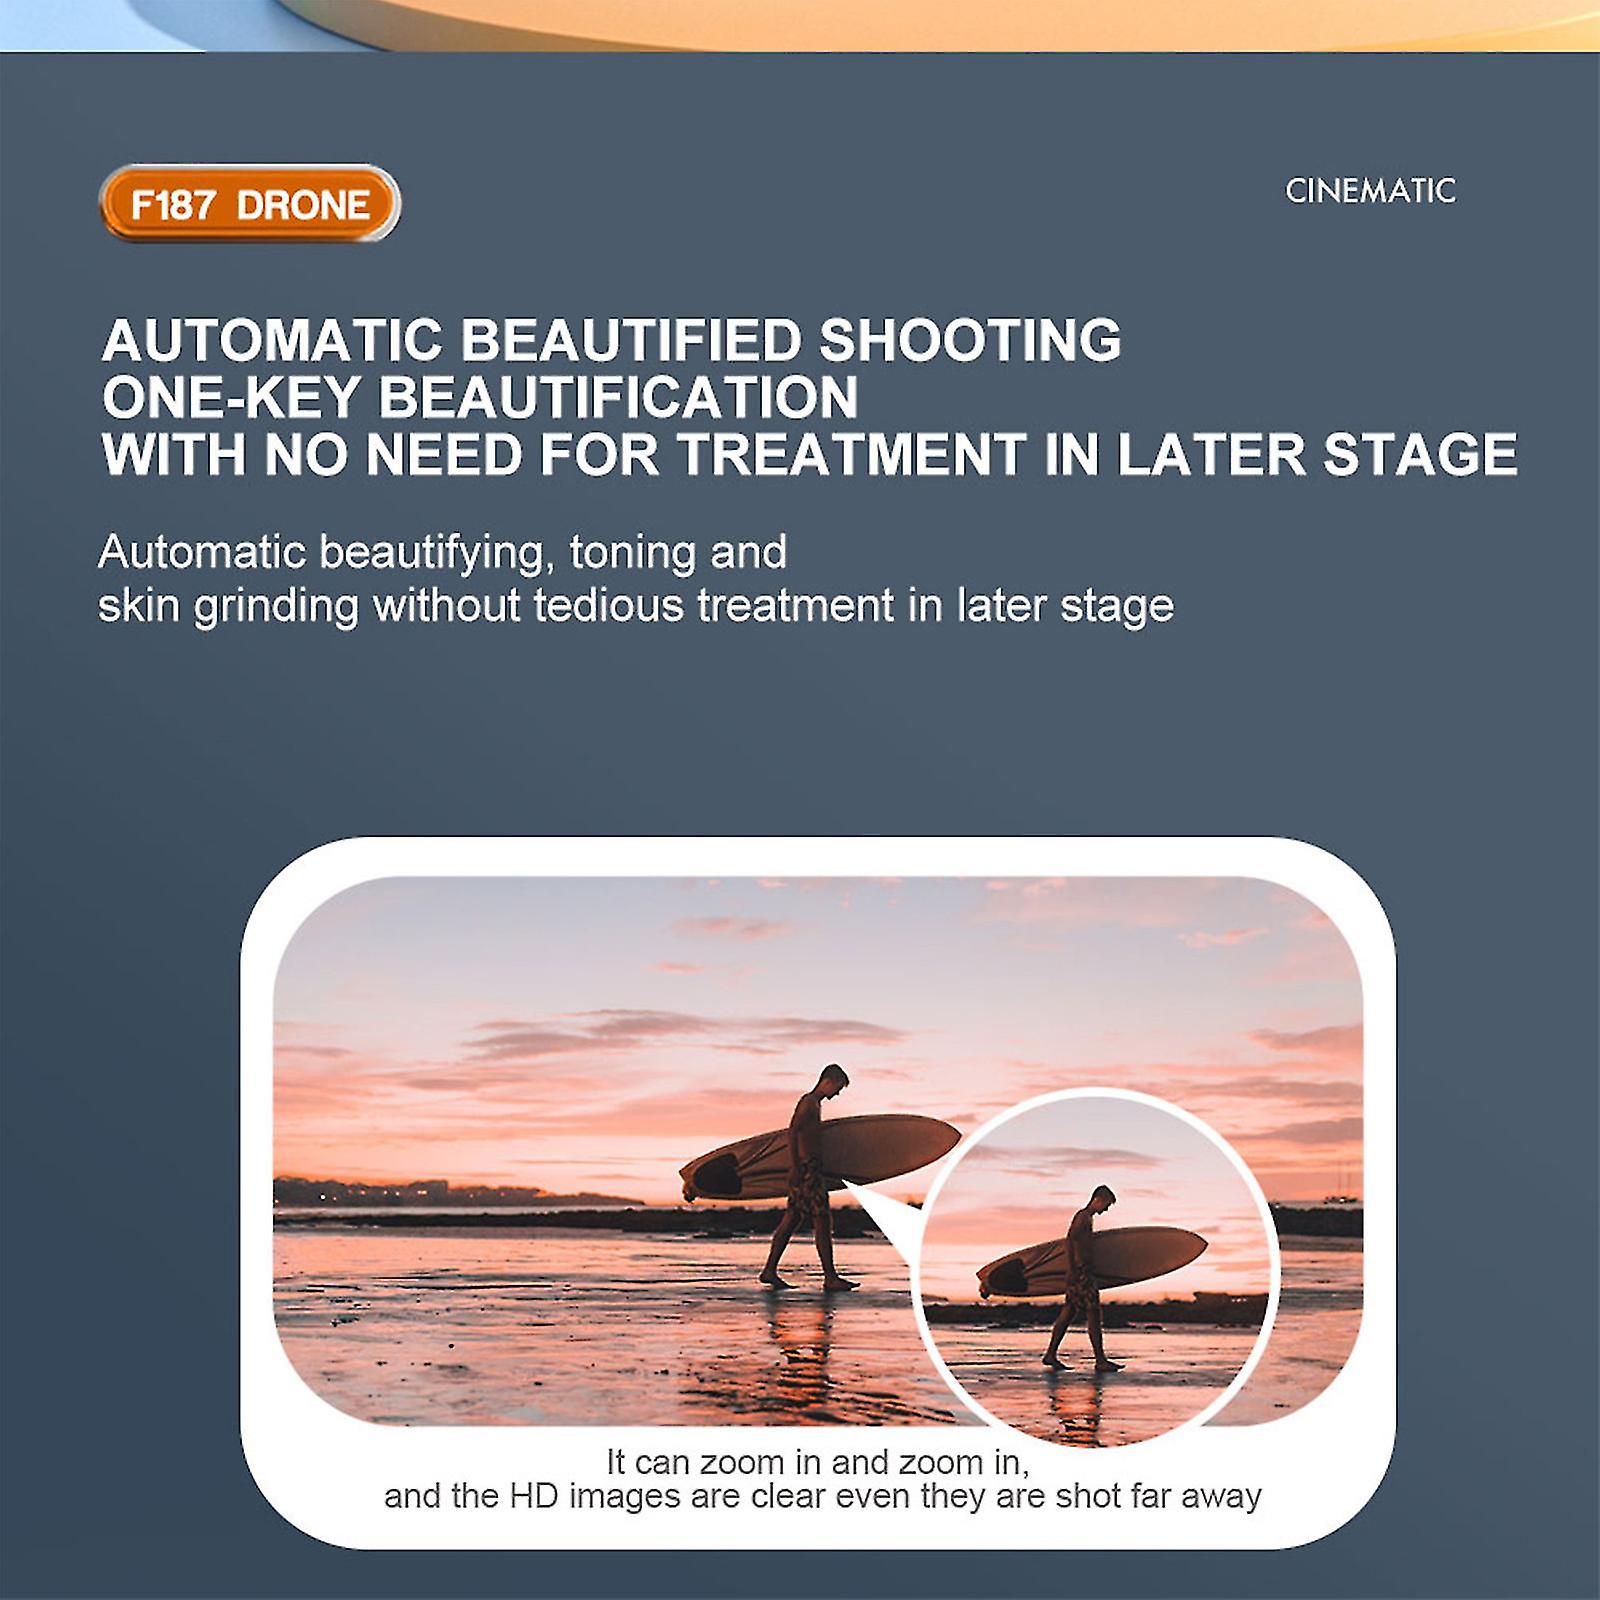 F187 DRONE
CINEMATIC
AUTOMATIC BEAUTIFIED SHOOTING
ONE-KEY BEAUTIFICATION
WITH NO NEED FOR TREATMENT IN LATER STAGE
Automatic beautifying, toning and
skin grinding without tedious treatment in later stage
It can zoom in and zoom in,
and the HD images are clear even they are shot far away